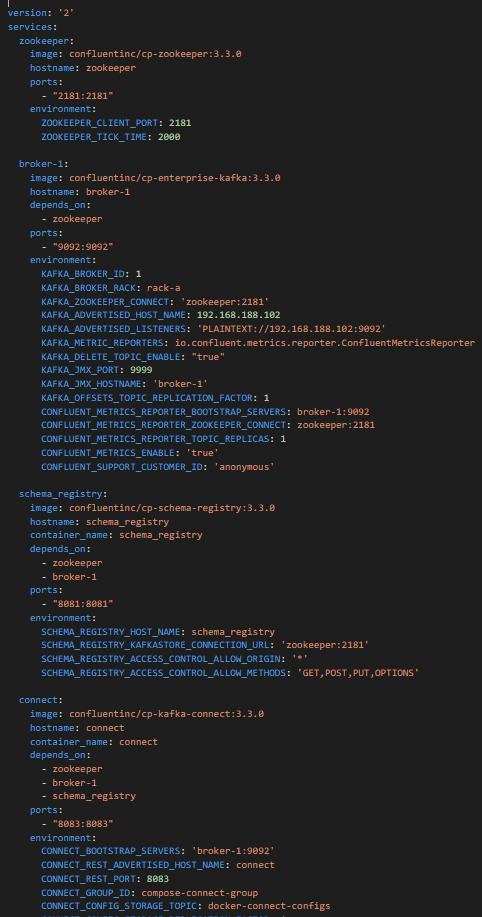 version: '2'
services:
  zookeeper:
    image: confluentinc/cp-zookeeper:3.3.0
    hostname: zookeeper
    ports:
      - "2181:2181"
    environment:
      ZOOKEEPER_CLIENT_PORT: 2181
      ZOOKEEPER_TICK_TIME: 2000

  broker-1:
    image: confluentinc/cp-enterprise-kafka:3.3.0
    hostname: broker-1
    depends_on:
      - zookeeper
    ports:
      - "9092:9092"
    environment:
      KAFKA_BROKER_ID: 1
      KAFKA_BROKER_RACK: rack-a
      KAFKA_ZOOKEEPER_CONNECT: 'zookeeper:2181'
      KAFKA_ADVERTISED_HOST_NAME: 192.168.188.102
      KAFKA_ADVERTISED_LISTENERS: 'PLAINTEXT://192.168.188.102:9092'
      KAFKA_METRIC_REPORTERS: io.confluent.metrics.reporter.ConfluentMetricsReporter
      KAFKA_DELETE_TOPIC_ENABLE: "true"
      KAFKA_JMX_PORT: 9999
      KAFKA_JMX_HOSTNAME: 'broker-1'
      KAFKA_OFFSETS_TOPIC_REPLICATION_FACTOR: 1
      CONFLUENT_METRICS_REPORTER_BOOTSTRAP_SERVERS: broker-1:9092
      CONFLUENT_METRICS_REPORTER_ZOOKEEPER_CONNECT: zookeeper:2181
      CONFLUENT_METRICS_REPORTER_TOPIC_REPLICAS: 1
      CONFLUENT_METRICS_ENABLE: 'true'
      CONFLUENT_SUPPORT_CUSTOMER_ID: 'anonymous'

  schema_registry:
    image: confluentinc/cp-schema-registry:3.3.0
    hostname: schema_registry
    container_name: schema_registry
    depends_on:
      - zookeeper
      - broker-1
    ports:
      - "8081:8081"
    environment:
      SCHEMA_REGISTRY_HOST_NAME: schema_registry
      SCHEMA_REGISTRY_KAFKASTORE_CONNECTION_URL: 'zookeeper:2181'
      SCHEMA_REGISTRY_ACCESS_CONTROL_ALLOW_ORIGIN: '*'
      SCHEMA_REGISTRY_ACCESS_CONTROL_ALLOW_METHODS: 'GET,POST,PUT,OPTIONS'

  connect:
    image: confluentinc/cp-kafka-connect:3.3.0
    hostname: connect
    container_name: connect
    depends_on:
      - zookeeper
      - broker-1
      - schema_registry
    ports:
      - "8083:8083"
    environment:
      CONNECT_BOOTSTRAP_SERVERS: 'broker-1:9092'
      CONNECT_REST_ADVERTISED_HOST_NAME: connect
      CONNECT_REST_PORT: 8083
      CONNECT_GROUP_ID: compose-connect-group
      CONNECT_CONFIG_STORAGE_TOPIC: docker-connect-configs